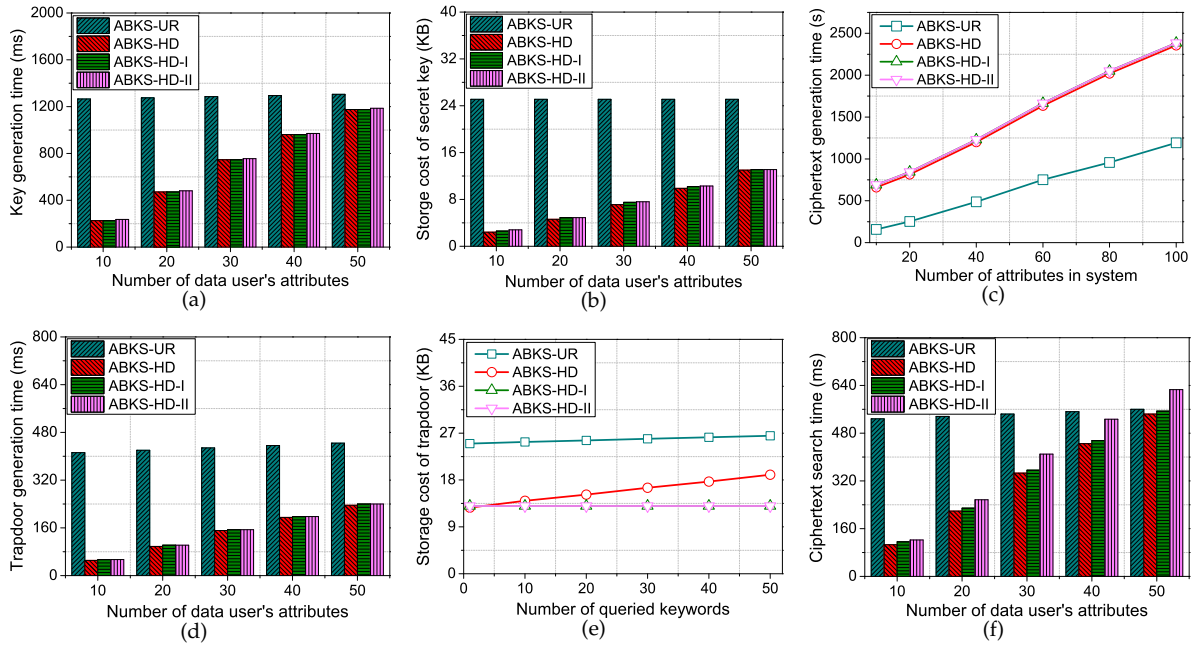 Key generation time (ms)
2000
1600
1200
800
400
0
ABKS-UR
ABKS-HD
ABKS-HD-I
ABKS-HD-II
10 20 30 40 50
Number of data user's attributes
(a)
Storge cost of secret key (KB)
40
32
24
16
8
0
ABKS-UR
ABKS-HD
ABKS-HD-I
ABKS-HD-II
10 20 30 40 50
Number of data user's attributes
(b)
Ciphertext generation time (s)
2500
2000
1500
1000
500
0
ABKS-UR
ABKS-HD
ABKS-HD-I
ABKS-HD-II
20 40 60 80 100
Number of attributes in system
(c)
Trapdoor generation time (ms)
800
640
480
320
160
0
ABKS-UR
ABKS-HD
ABKS-HD-I
ABKS-HD-II
10 20 30 40 50
Number of data user's attributes
(d)
Storage cost of trapdoor (KB)
45
36
27
18
9
0
ABKS-UR
ABKS-HD
ABKS-HD-I
ABKS-HD-II
0 10 20 30 40 50
Number of queried keywords
(e)
Ciphertext search time (ms)
800
640
480
320
160
0
ABKS-UR
ABKS-HD
ABKS-HD-I
ABKS-HD-II
10 20 30 40 50
Number of data user's attributes
(f)